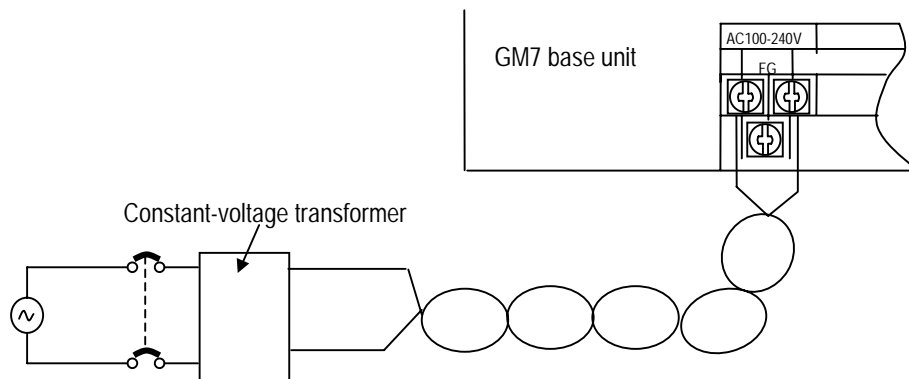 AC100-240V
GM7 base unit
FG
Constant-voltage transformer